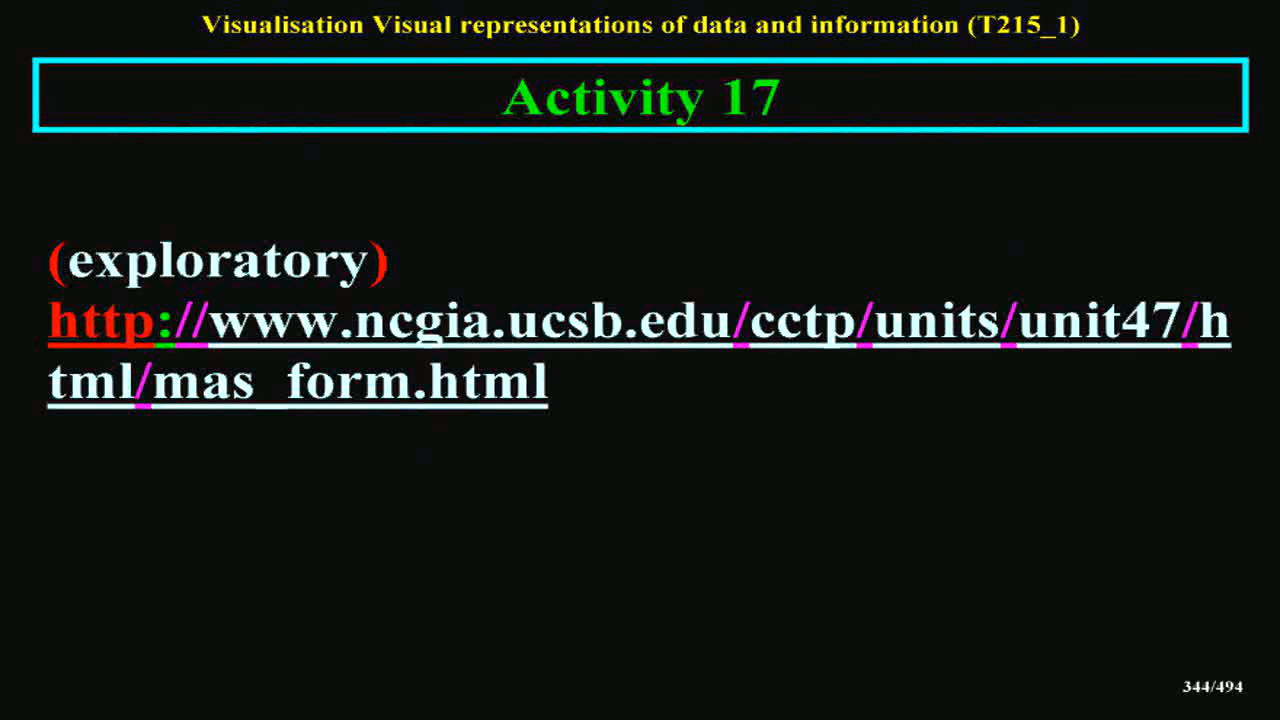 Visualisation Visual representations of data and information (T215_1)
Activity 17
(exploratory)
http://www.ncgia.ucsb.edu/cctp/units/unit47/h
tml/mas_form.html
344/494